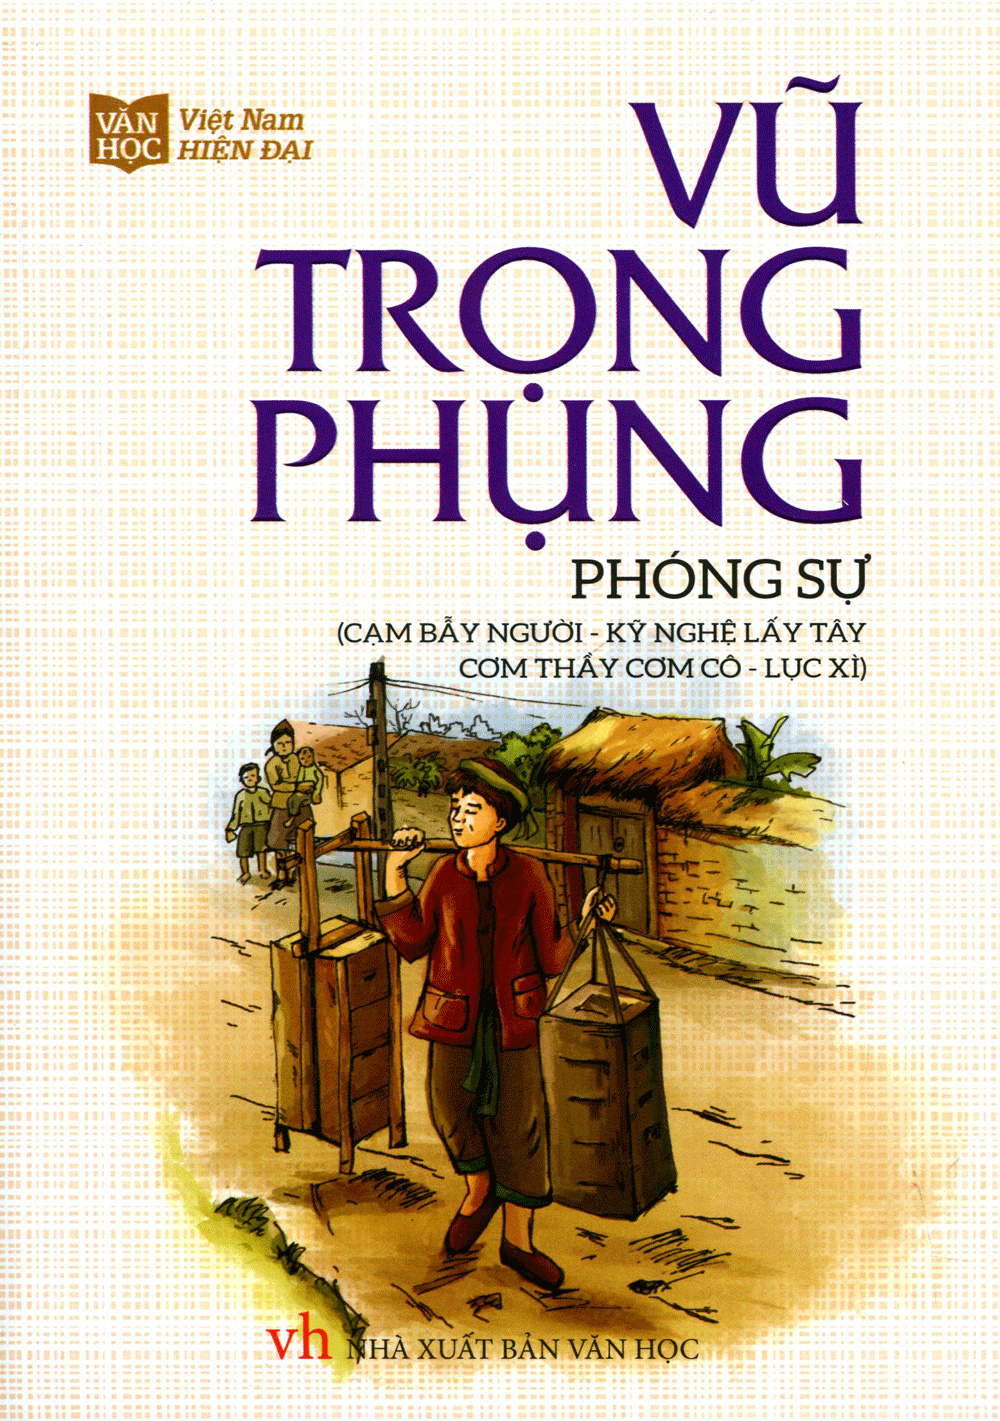 VĂN
HỌC
Việt Nam
HIỆN ĐẠI
VŨ
TRỌNG
PHỤNG
PHÓNG SỰ
(CẠM BẪY NGƯỜI - KỸ NGHỆ LẤY TÂY
CƠM THẦY CƠM CÔ - LỤC XÌ)
vh NHÀ XUẤT BẢN VĂN HỌC